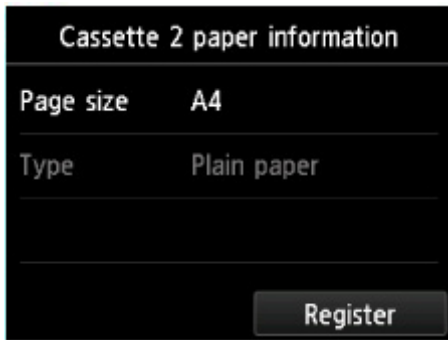 Cassette 2 paper information
Page size A4
Type Plain paper
Register